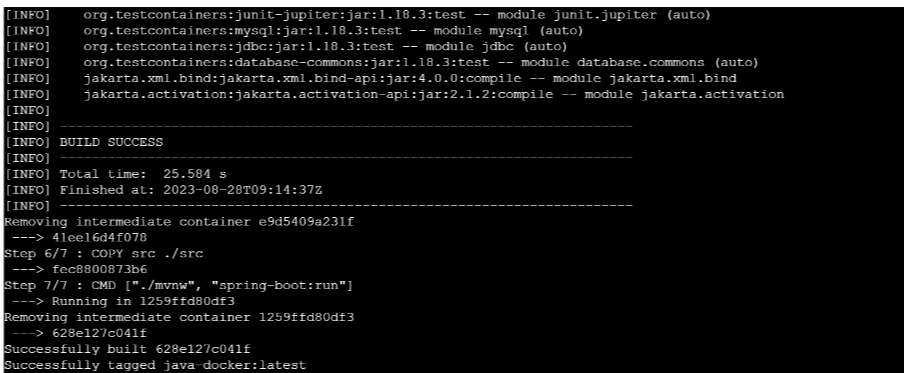 [INFO]    org.testcontainers:junit-jupiter:jar:1.18.3:test -- module junit.jupiter (auto)
[INFO]    org.testcontainers:mysql:jar:1.18.3:test -- module mysql (auto)
[INFO]    org.testcontainers:jdbc:jar:1.18.3:test -- module jdbc (auto)
[INFO]    org.testcontainers:database-commons:jar:1.18.3:test -- module database.commons (auto)
[INFO]    jakarta.xml.bind:jakarta.xml.bind-api:jar:4.0.0:compile -- module jakarta.xml.bind
[INFO]    jakarta.activation:jakarta.activation-api:jar:2.1.2:compile -- module jakarta.activation
[INFO]
[INFO] ------------------------------------------------------------------------
[INFO] BUILD SUCCESS
[INFO] ------------------------------------------------------------------------
[INFO] Total time:  25.584 s
[INFO] Finished at: 2023-08-28T09:14:37Z
[INFO] ------------------------------------------------------------------------
Removing intermediate container e9d5409a231f
 ---> 41ee16d4f078
Step 6/7 : COPY src ./src
 ---> fec8800873b6
Step 7/7 : CMD ["./mvnw", "spring-boot:run"]
 ---> Running in 1259ffd80df3
Removing intermediate container 1259ffd80df3
 ---> 628e127c041f
Successfully built 628e127c041f
Successfully tagged java-docker:latest